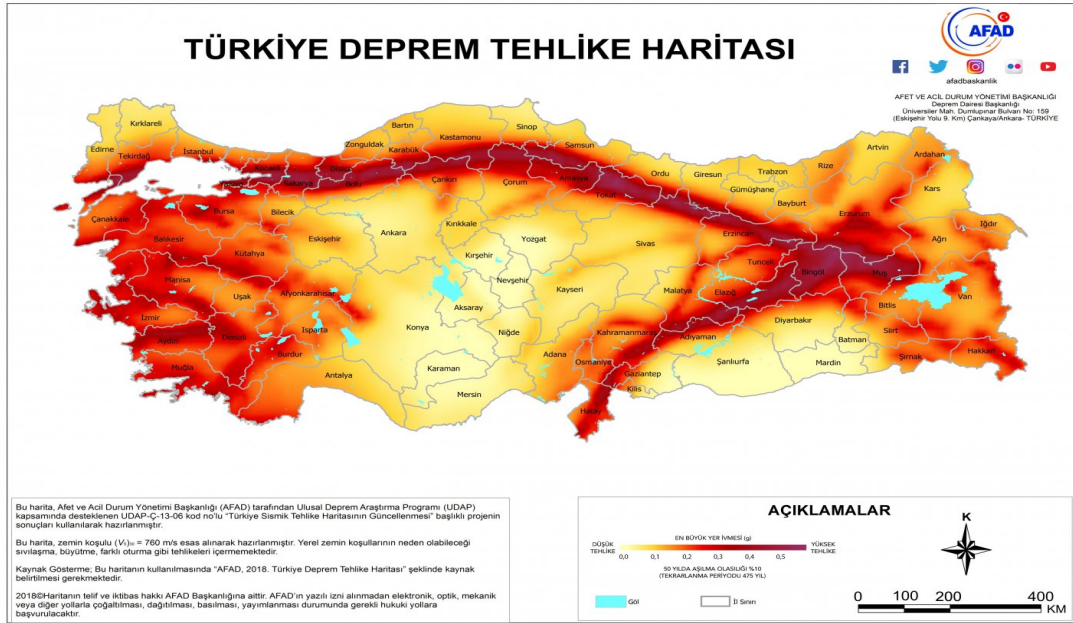 TÜRKİYE DEPREM TEHLİKE HARİTASI
AFAD
afadbaskanlik
AFET VE ACİL DURUM YÖNETİMİ BAŞKANLIĞI
Deprem Dairesi Başkanlığı
Üniversiler Mah. Dumlupınar Bulvarı No: 159
(Eskişehir Yolu 9. Km) Çankaya/Ankara- TÜRKİYE
Kırklareli
Edirne
Tekirdağ
İstanbul
Sakarya
Bolu
Zonguldak
Bartın
Karabük
Kastamonu
Sinop
Samsun
Çankırı
Çorum
Amasya
Tokat
Ordu
Giresun
Trabzon
Gümüşhane
Bayburt
Rize
Artvin
Ardahan
Kars
Iğdır
Ağrı
Erzurum
Erzincan
Çanakkale
Bursa
Bilecik
Balıkesir
Kütahya
Eskişehir
Ankara
Kırıkkale
Kırşehir
Yozgat
Sivas
Tunceli
Bingöl
Muş
Manisa
Uşak
Afyonkarahisar
Nevşehir
Kayseri
Malatya
Elazığ
Bitlis
Van
İzmir
Aydın
Denizli
Isparta
Burdur
Konya
Aksaray
Niğde
Kahramanmaraş
Adıyaman
Diyarbakır
Batman
Siirt
Şırnak
Hakkari
Muğla
Antalya
Karaman
Mersin
Adana
Osmaniye
Gaziantep
Kilis
Hatay
Şanlıurfa
Mardin
Bu harita, Afet ve Acil Durum Yönetimi Başkanlığı (AFAD) tarafından Ulusal Deprem Araştırma Programı (UDAP)
kapsamında desteklenen UDAP-Ç-13-06 kod no'lu "Türkiye Sismik Tehlike Haritasının Güncellenmesi" başlıklı projenin
sonuçları kullanılarak hazırlanmıştır.
Bu harita, zemin koşulu (Vₛ)₃₀ = 760 m/s esas alınarak hazırlanmıştır. Yerel zemin koşullarının neden olabileceği
sıvılaşma, büyütme, farklı oturma gibi tehlikeleri içermemektedir.
Kaynak Gösterme; Bu haritanın kullanılmasında "AFAD, 2018. Türkiye Deprem Tehlike Haritası" şeklinde kaynak
belirtilmesi gerekmektedir.
2018©Haritanın telif ve iktibas hakkı AFAD Başkanlığına aittir. AFAD'ın yazılı izni alınmadan elektronik, optik, mekanik
veya diğer yollarla çoğaltılması, dağıtılması, basılması, yayımlanması durumunda gerekli hukuki yollara
başvurulacaktır.
AÇIKLAMALAR
DÜŞÜK
TEHLİKE
EN BÜYÜK YER İVMESİ (g)
YÜKSEK
TEHLİKE
0,0 0,1 0,2 0,3 0,4 0,5
50 YILDA AŞILMA OLASILIĞI %10
(TEKRARLANMA PERİYODU 475 YIL)
Göl
İl Sınırı
K
0 100 200 400
KM